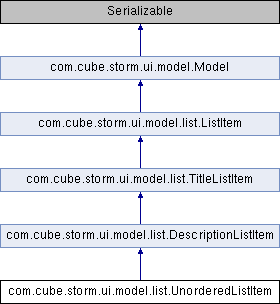 Serializable
com.cube.storm.ui.model.Model
com.cube.storm.ui.model.list.ListItem
com.cube.storm.ui.model.list.TitleListItem
com.cube.storm.ui.model.list.DescriptionListItem
com.cube.storm.ui.model.list.UnorderedListItem